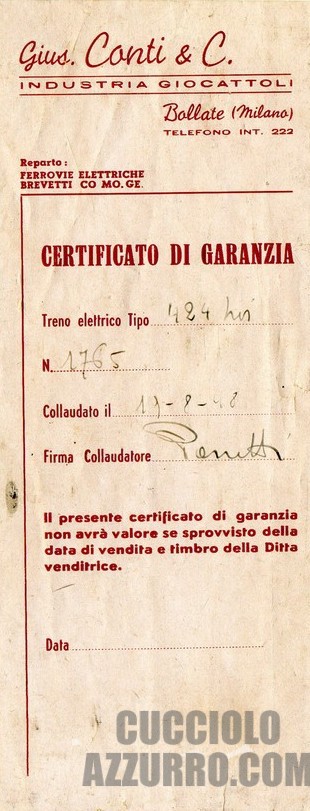 Gius. Conti & C.
INDUSTRIA GIOCATTOLI
Bollate (Milano)
TELEFONO INT. 222
Reparto:
FERROVIE ELETTRICHE
BREVETTI CO MO. GE.
CERTIFICATO DI GARANZIA
Treno elettrico Tipo 424
N. 1765
Collaudato il -8-48
Firma Collaudatore
Il presente certificato di garanzia
non avrà valore se sprovvisto della
data di vendita e timbro della Ditta
venditrice.
Data
CUCCIOLO
AZZURRO.COM